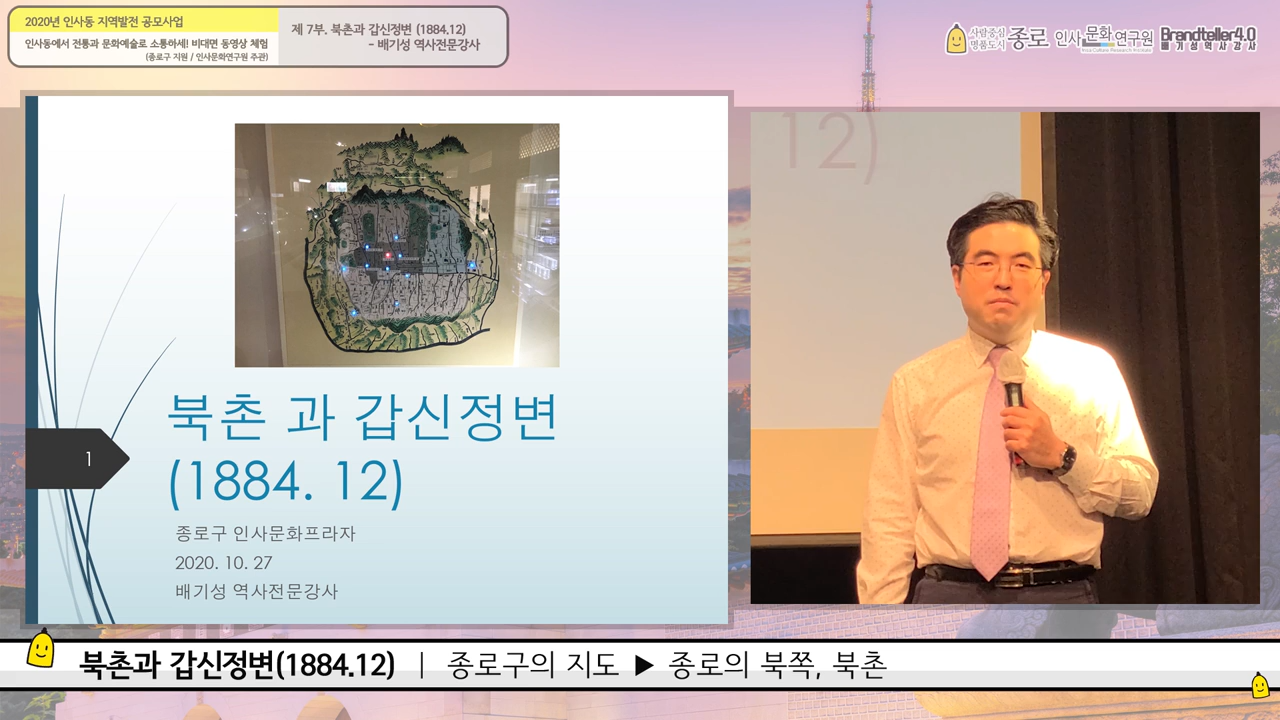 2020년 인사동 지역발전 공모사업
인사동에서 전통과 문화예술로 소통하세! 비대면 동영상 체험
(종로구 지원 / 인사문화연구원 주관)
제 7부. 북촌과 갑신정변 (1884.12)
- 배기성 역사전문강사
사람중심
명품도시
종로
인사문화연구원
Insa Culture Research Institute
Brandteller4.0
배기성역사강사
12)
북촌 과 갑신정변
(1884. 12)
1
종로구 인사문화프라자
2020. 10. 27
배기성 역사전문강사
북촌과 갑신정변(1884.12) | 종로구의 지도 ▶ 종로의 북쪽, 북촌